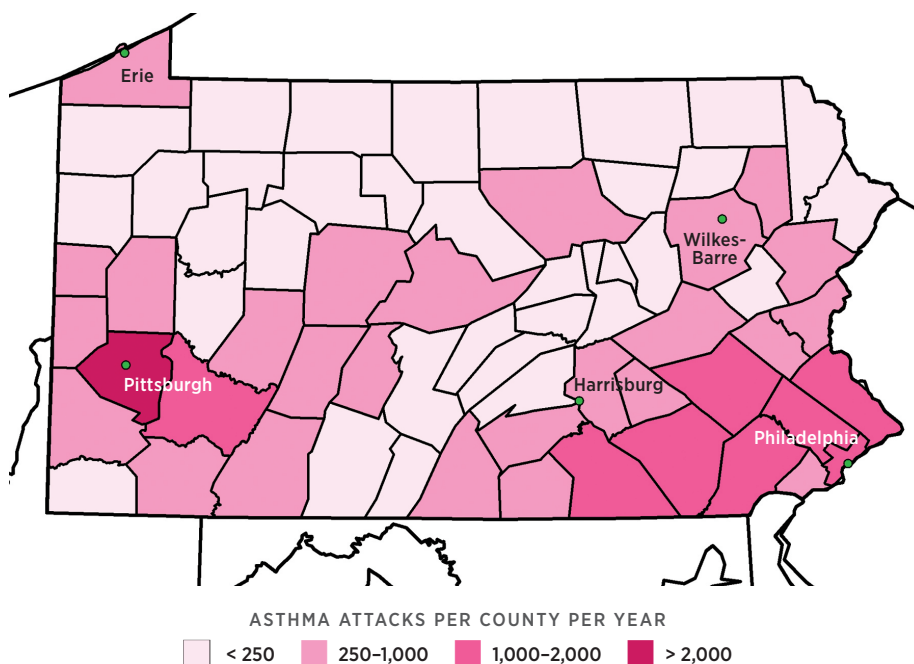 Erie
Wilkes-
Barre
Pittsburgh
Harrisburg
Philadelphia
ASTHMA ATTACKS PER COUNTY PER YEAR
< 250
250–1,000
1,000–2,000
> 2,000